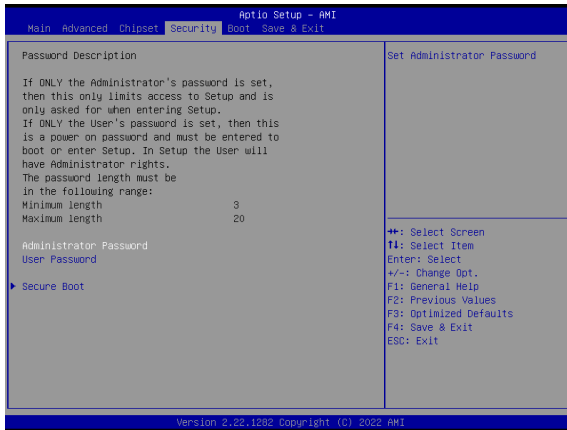 Aptio Setup - AMI
Main Advanced Chipset Security Boot Save & Exit
Password Description
If ONLY the Administrator's password is set,
then this only limits access to Setup and is
only asked for when entering Setup.
If ONLY the User's password is set, then this
is a power on password and must be entered to
boot or enter Setup. In Setup the User will
have Administrator rights.
The password length must be
in the following range:
Minimum length 3
Maximum length 20
Administrator Password
User Password
Secure Boot
Set Administrator Password
→←: Select Screen
↑↓: Select Item
Enter: Select
+/-: Change Opt.
F1: General Help
F2: Previous Values
F3: Optimized Defaults
F4: Save & Exit
ESC: Exit
Version 2.22.1282 Copyright (C) 2022 AMI